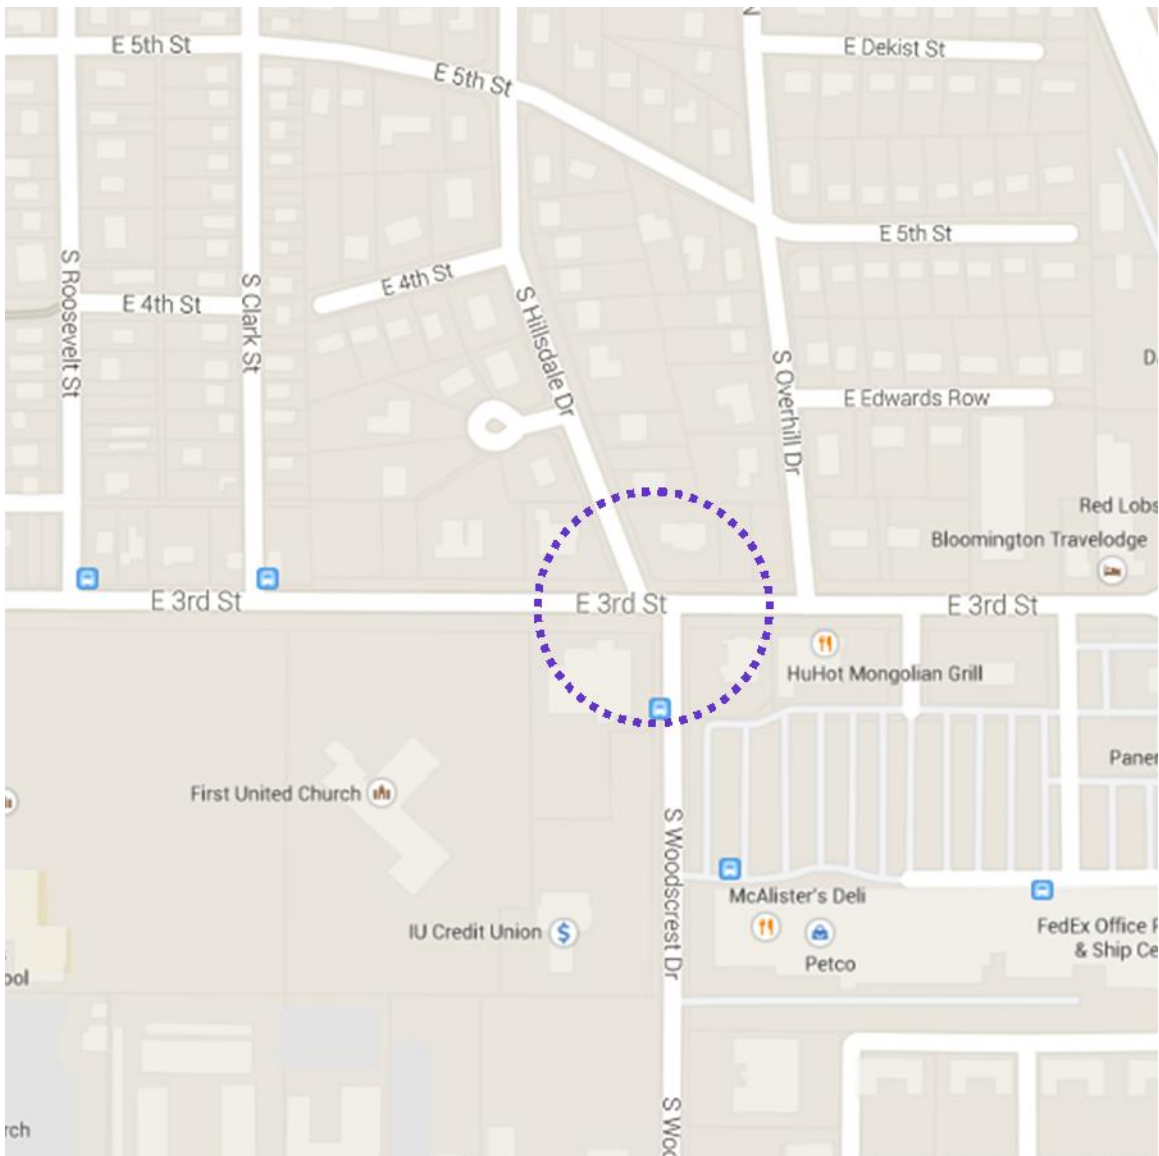 E 5th St
E 5th St
E Dekist St
E 5th St
S Roosevelt St
E 4th St
S Clark St
E 4th St
S Hillsdale Dr
S Overhill Dr
E Edwards Row
Red Lobs
Bloomington Travelodge
E 3rd St
E 3rd St
E 3rd St
HuHot Mongolian Grill
Paner
First United Church
S Woodscrest Dr
McAlister's Deli
IU Credit Union
Petco
FedEx Office P
& Ship Ce
ool
rch
S Woo